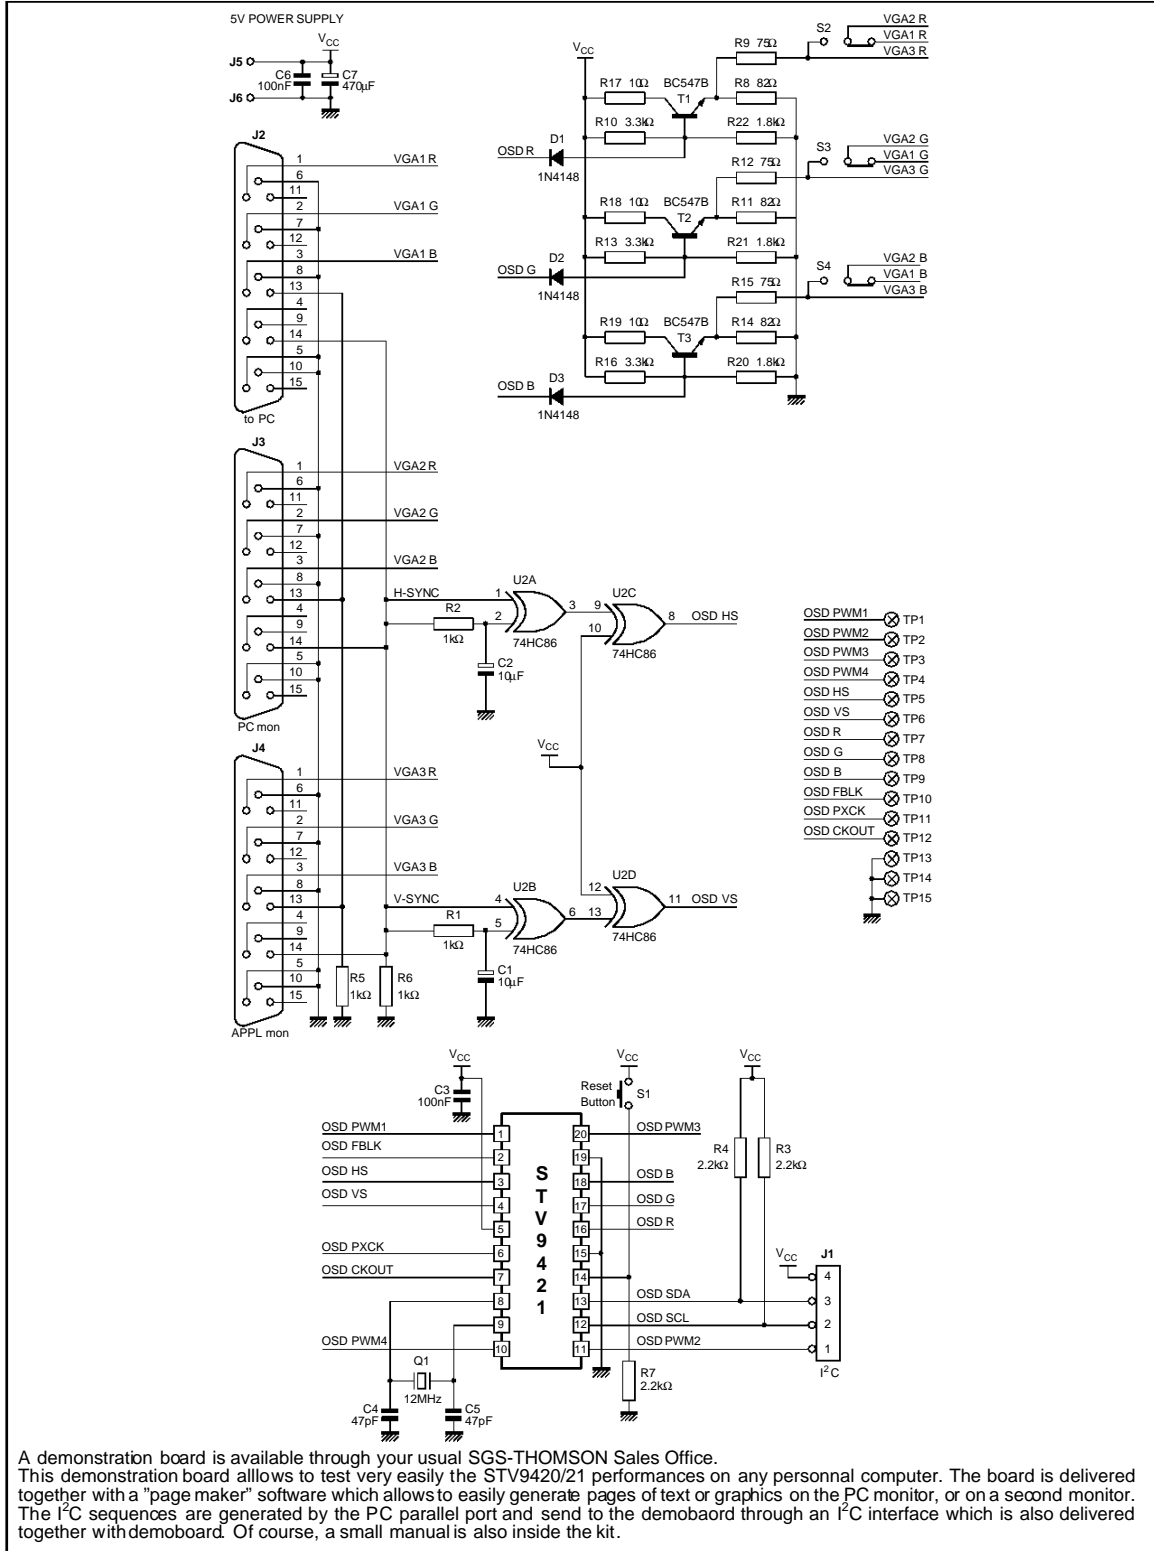 5V POWER SUPPLY
VCC
J5
C6
100nF
C7
470µF
J6
J2
1
VGA1 R
6
11
2
VGA1 G
7
12
3
VGA1 B
8
13
4
9
14
5
10
15
to PC
J3
1
VGA2 R
6
11
2
VGA2 G
7
12
3
VGA2 B
8
13
4
9
14
5
10
15
PC mon
J4
1
VGA3 R
6
11
2
VGA3 G
7
12
3
VGA3 B
8
13
4
9
14
5
10
15
APPL mon
R5
1kΩ
R6
1kΩ
VCC
R9 75Ω
S2
VGA2 R
VGA1 R
VGA3 R
R17 10Ω
BC547B
T1
R8 82Ω
R10 3.3kΩ
R22 1.8kΩ
OSD R
D1
1N4148
R12 75Ω
S3
VGA2 G
VGA1 G
VGA3 G
R18 10Ω
BC547B
T2
R11 82Ω
R13 3.3kΩ
R21 1.8kΩ
OSD G
D2
1N4148
R15 75Ω
S4
VGA2 B
VGA1 B
VGA3 B
R19 10Ω
BC547B
T3
R14 82Ω
R16 3.3kΩ
R20 1.8kΩ
OSD B
D3
1N4148
H-SYNC
R2
1kΩ
1
2
U2A
3
74HC86
C2
10µF
9
10
U2C
8
OSD HS
74HC86
VCC
V-SYNC
R1
1kΩ
4
5
U2B
6
74HC86
C1
10µF
12
13
U2D
11
OSD VS
74HC86
OSD PWM1 TP1
OSD PWM2 TP2
OSD PWM3 TP3
OSD PWM4 TP4
OSD HS TP5
OSD VS TP6
OSD R TP7
OSD G TP8
OSD B TP9
OSD FBLK TP10
OSD PXCK TP11
OSD CKOUT TP12
TP13
TP14
TP15
VCC
C3
100nF
VCC
Reset
Button
S1
VCC
R4
2.2kΩ
R3
2.2kΩ
OSD PWM1 1
OSD FBLK 2
OSD HS 3
OSD VS 4
5
OSD PXCK 6
OSD CKOUT 7
8
9
OSD PWM4 10
STV9421
20 OSD PWM3
19
18 OSD B
17 OSD G
16 OSD R
15
14
13 OSD SDA
12 OSD SCL
11 OSD PWM2
VCC
J1
4
3
2
1
I2C
Q1
12MHz
C4
47pF
C5
47pF
R7
2.2kΩ
A demonstration board is available through your usual SGS-THOMSON Sales Office.
This demonstration board alllows to test very easily the STV9420/21 performances on any personnal computer. The board is delivered
together with a "page maker" software which allows to easily generate pages of text or graphics on the PC monitor, or on a second monitor.
The I2C sequences are generated by the PC parallel port and send to the demobaord through an I2C interface which is also delivered
together with demoboard. Of course, a small manual is also inside the kit.